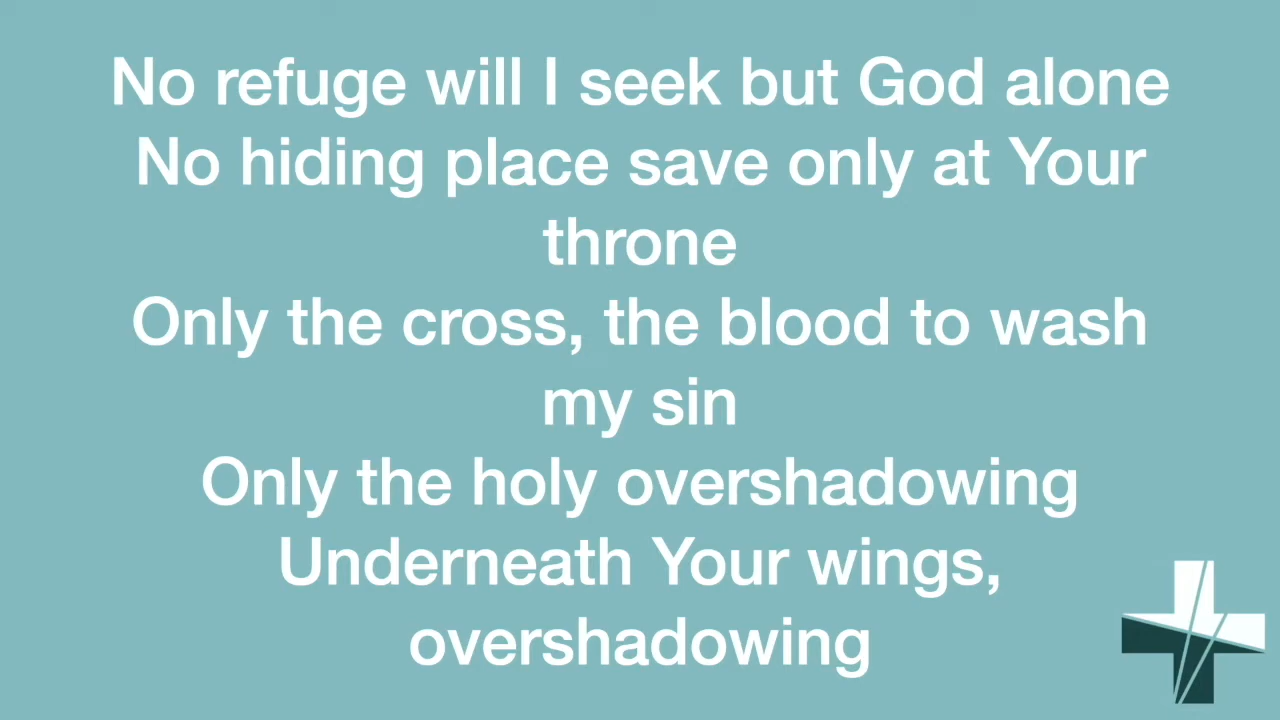 No refuge will I seek but God alone
No hiding place save only at Your
throne
Only the cross, the blood to wash
my sin
Only the holy overshadowing
Underneath Your wings,
overshadowing